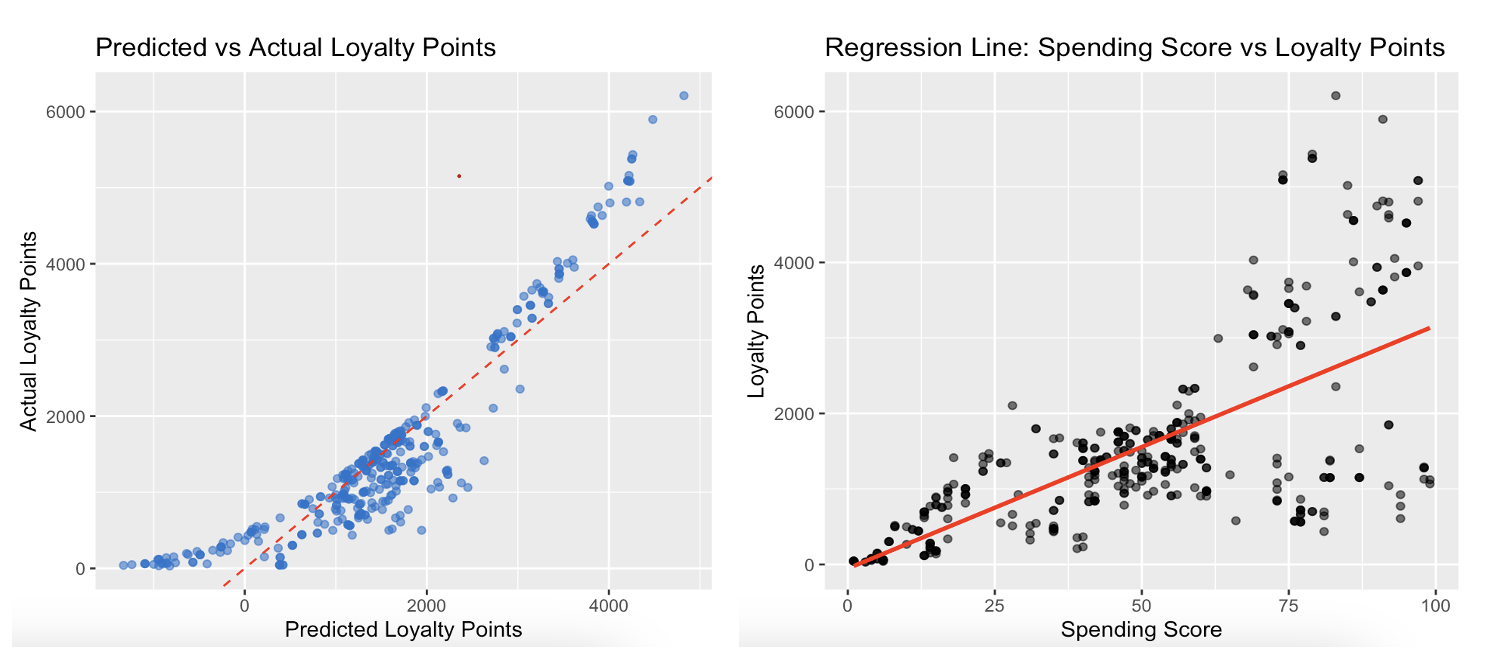 Predicted vs Actual Loyalty Points
6000
4000
2000
0
Actual Loyalty Points
0 2000 4000
Predicted Loyalty Points
Regression Line: Spending Score vs Loyalty Points
6000
4000
2000
0
Loyalty Points
0 25 50 75 100
Spending Score